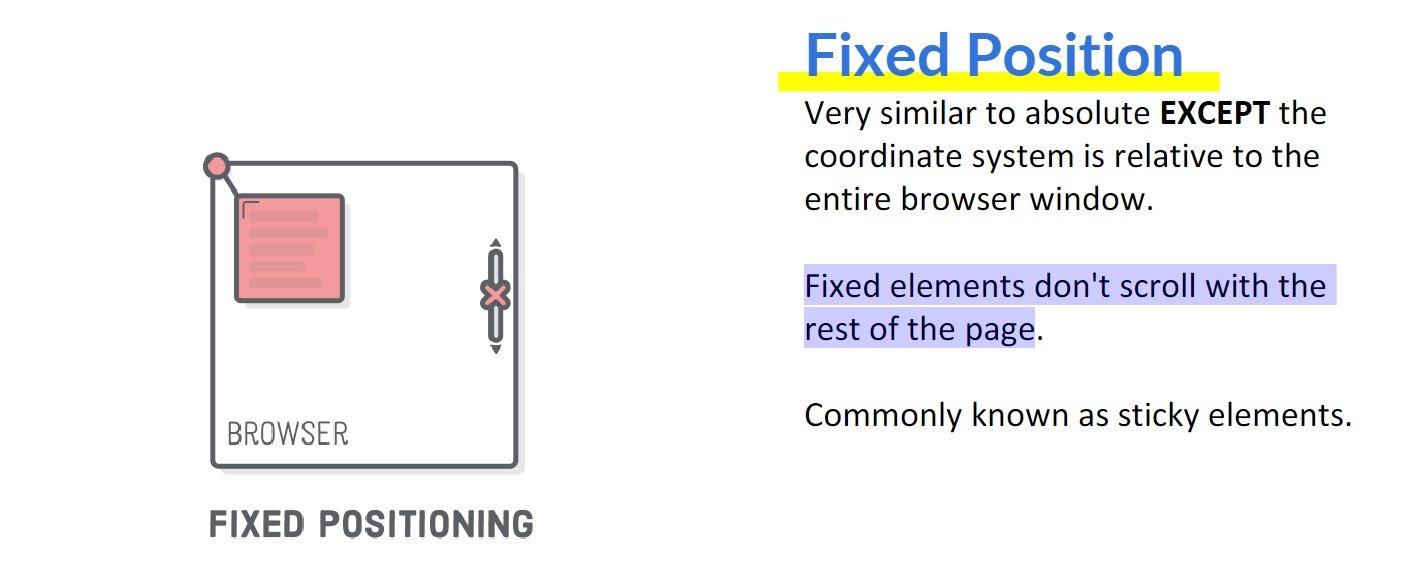 Fixed Position
Very similar to absolute EXCEPT the
coordinate system is relative to the
entire browser window.
Fixed elements don't scroll with the
rest of the page.
Commonly known as sticky elements.
BROWSER
FIXED POSITIONING